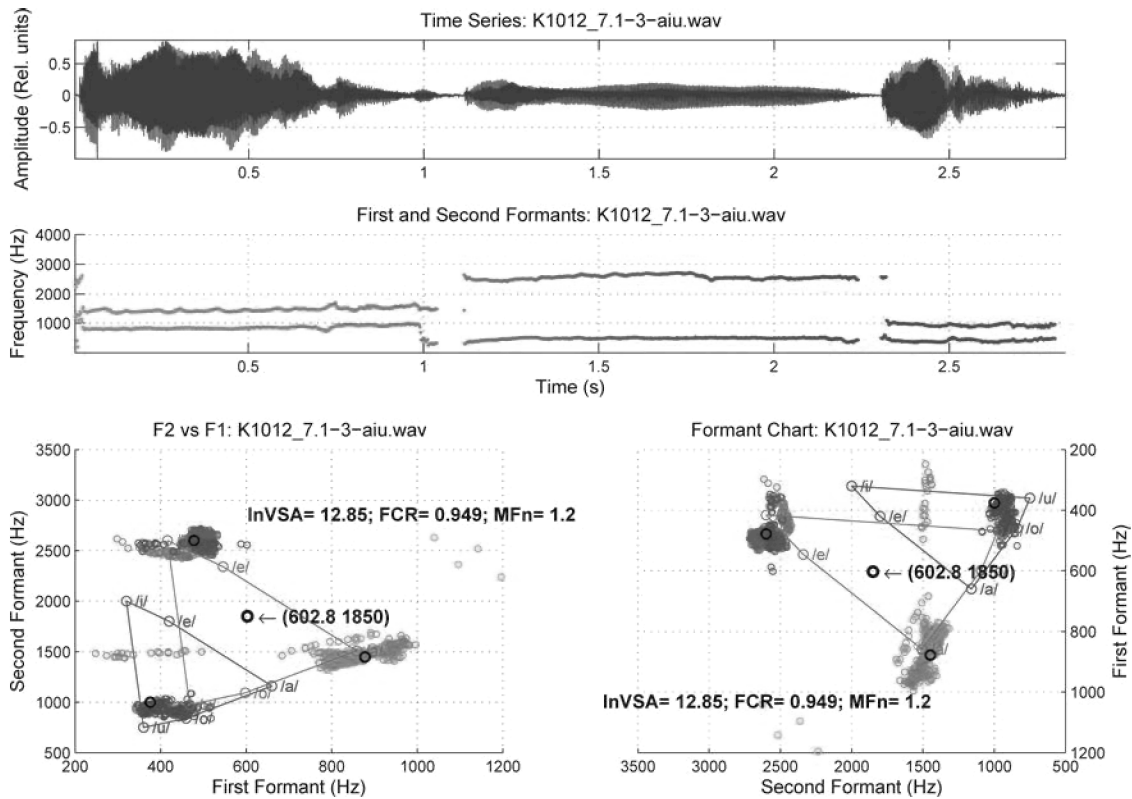 Time Series: K1012_7.1−3−aiu.wav
Amplitude (Rel. units)
0.5
0
−0.5
0.5 1 1.5 2 2.5
First and Second Formants: K1012_7.1−3−aiu.wav
Frequency (Hz)
4000
3000
2000
1000
0.5 1 1.5 2 2.5
Time (s)
F2 vs F1: K1012_7.1−3−aiu.wav
Second Formant (Hz)
3500
3000
2500
2000
1500
1000
500
lnVSA= 12.85; FCR= 0.949; MFn= 1.2
/e/
/i/
/e/
← (602.8 1850)
/a/
/o/
/o/
/u/
200 400 600 800 1000 1200
First Formant (Hz)
Formant Chart: K1012_7.1−3−aiu.wav
200
400
600
800
1000
1200
First Formant (Hz)
/i/
/u/
/e/
/o/
/e/
← (602.8 1850)
/a/
lnVSA= 12.85; FCR= 0.949; MFn= 1.2
3500 3000 2500 2000 1500 1000 500
Second Formant (Hz)